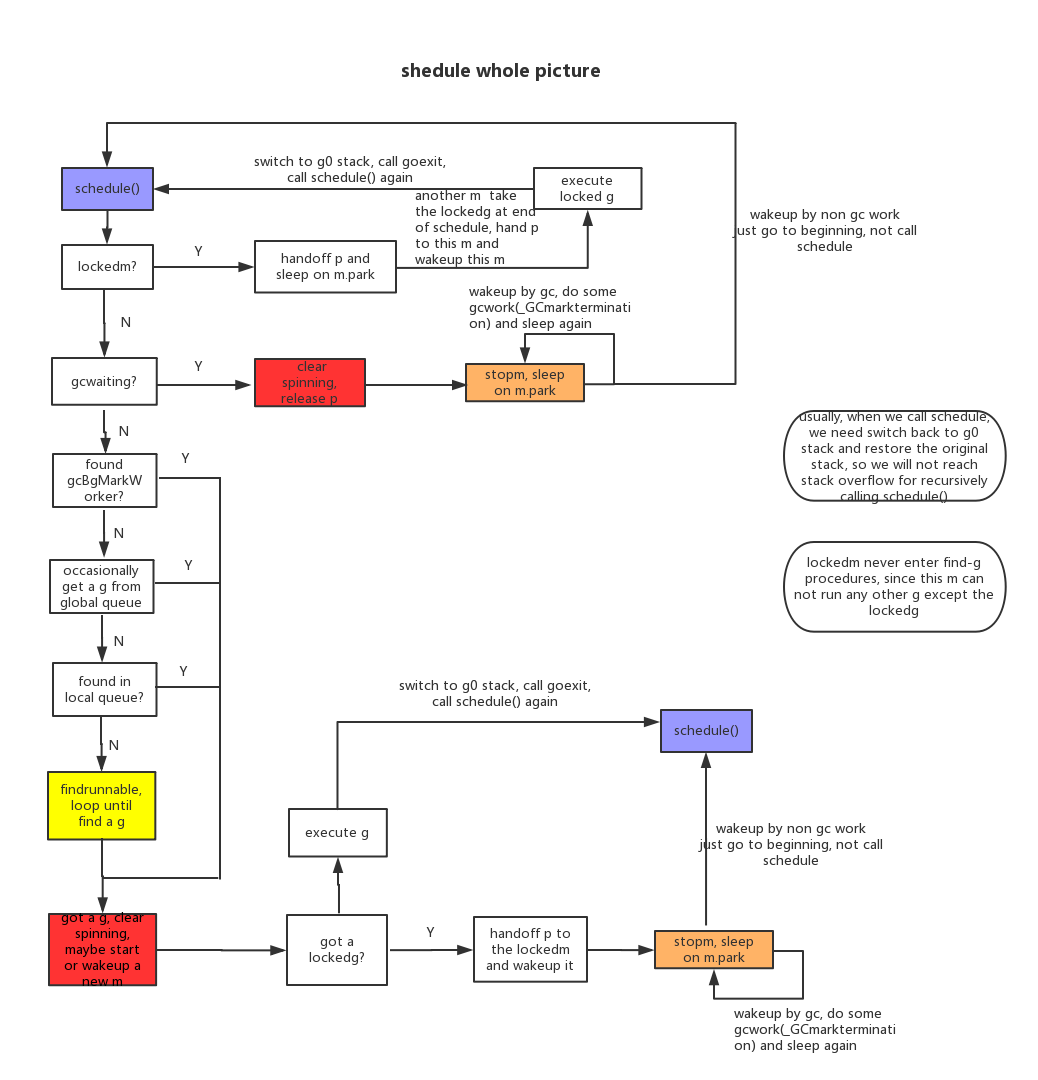 shedule whole picture
switch to g0 stack, call goexit,
call schedule() again
schedule()
execute
locked g
another m  take
the lockedg at end
of schedule, hand p
to this m and
wakeup this m
wakeup by non gc work
just go to beginning, not call
schedule
lockedm?
Y
handoff p and
sleep on m.park
wakeup by gc, do some
gcwork(_GCmarkterminati
on) and sleep again
N
gcwaiting?
Y
clear
spinning,
release p
stopm, sleep
on m.park
usually, when we call schedule,
we need switch back to g0
stack and restore the original
stack, so we will not reach
stack overflow for recursively
calling schedule()
N
found
gcBgMarkW
orker?
Y
N
occasionally
get a g from
global queue
Y
lockedm never enter find-g
procedures, since this m can
not run any other g except the
lockedg
N
found in
local queue?
Y
switch to g0 stack, call goexit,
call schedule() again
schedule()
N
findrunnable,
loop until
find a g
execute g
wakeup by non gc work
just go to beginning, not call
schedule
got a g, clear
spinning,
maybe start
or wakeup a
new m
got a
lockedg?
Y
handoff p to
the lockedm
and wakeup it
stopm, sleep
on m.park
wakeup by gc, do some
gcwork(_GCmarkterminati
on) and sleep again